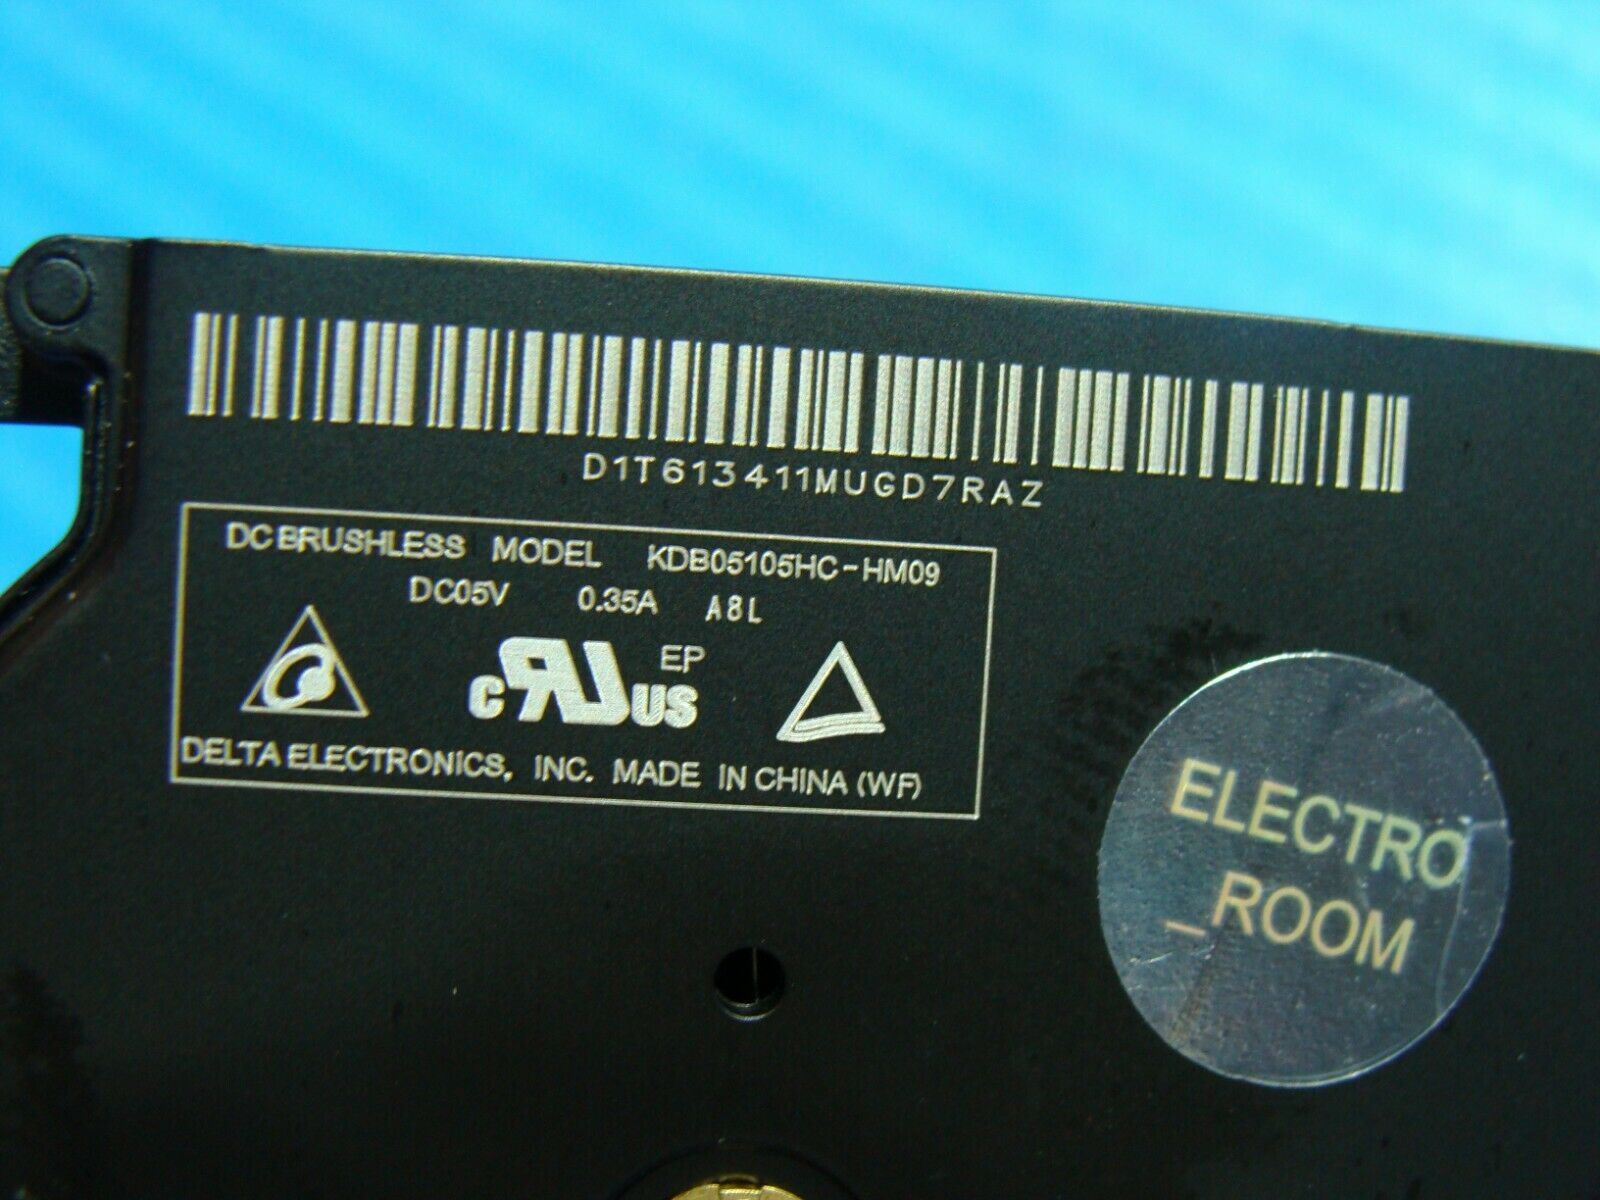 D1T613411MUGD7RAZ
DC BRUSHLESS MODEL KDB05105HC-HM09
DC05V 0.35A A8L
C RU US EP
DELTA ELECTRONICS, INC. MADE IN CHINA (WF)
ELECTRO
_ROOM